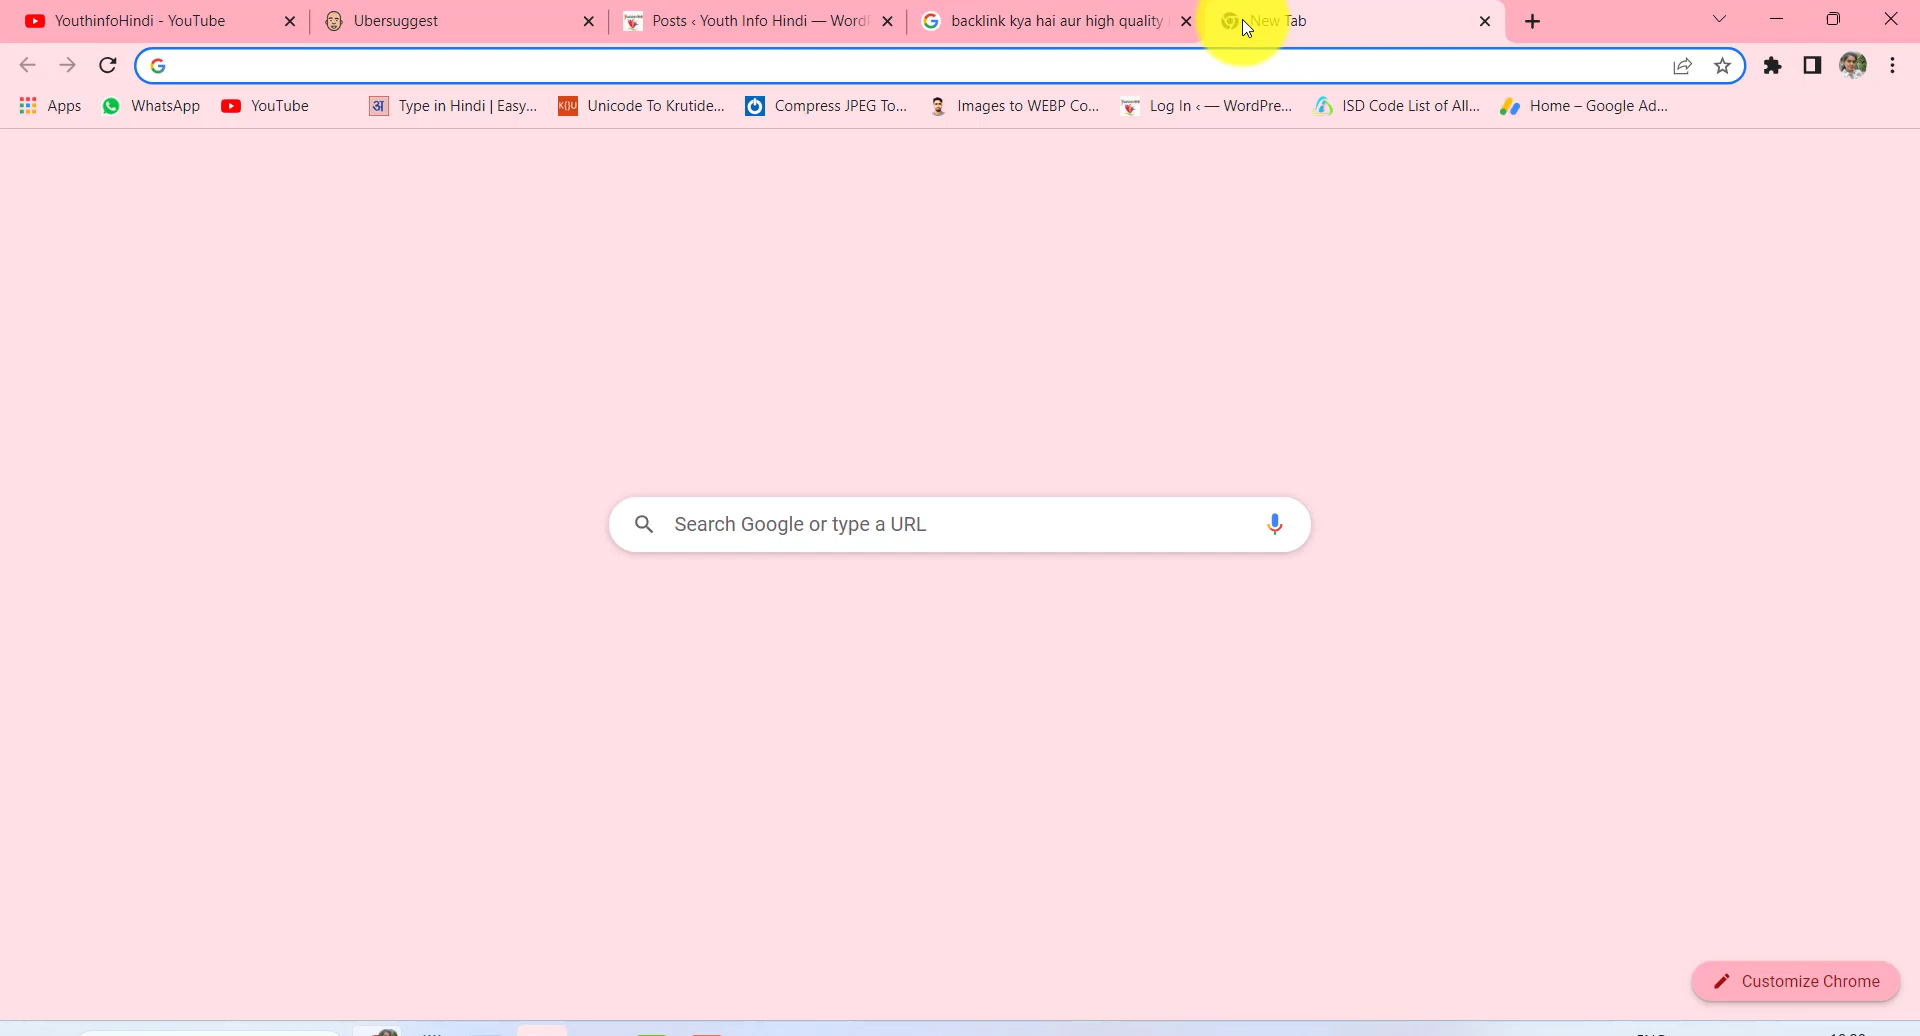 YouthinfoHindi - YouTube
Ubersuggest
Posts ‹ Youth Info Hindi — Word
backlink kya hai aur high quality
New Tab
Apps
WhatsApp
YouTube
अ Type in Hindi | Easy...
K{}U Unicode To Krutide...
Compress JPEG To...
Images to WEBP Co...
Log In ‹ — WordPre...
ISD Code List of All...
Home – Google Ad...
Search Google or type a URL
Customize Chrome